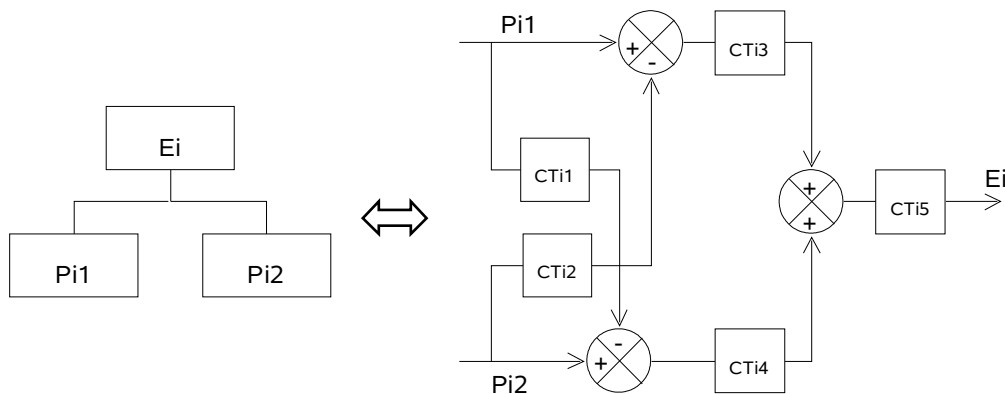 Ei
Pi1
Pi2
Pi1
+
-
CTi3
CTi1
CTi2
+
+
CTi5
Ei
-
+
CTi4
Pi2